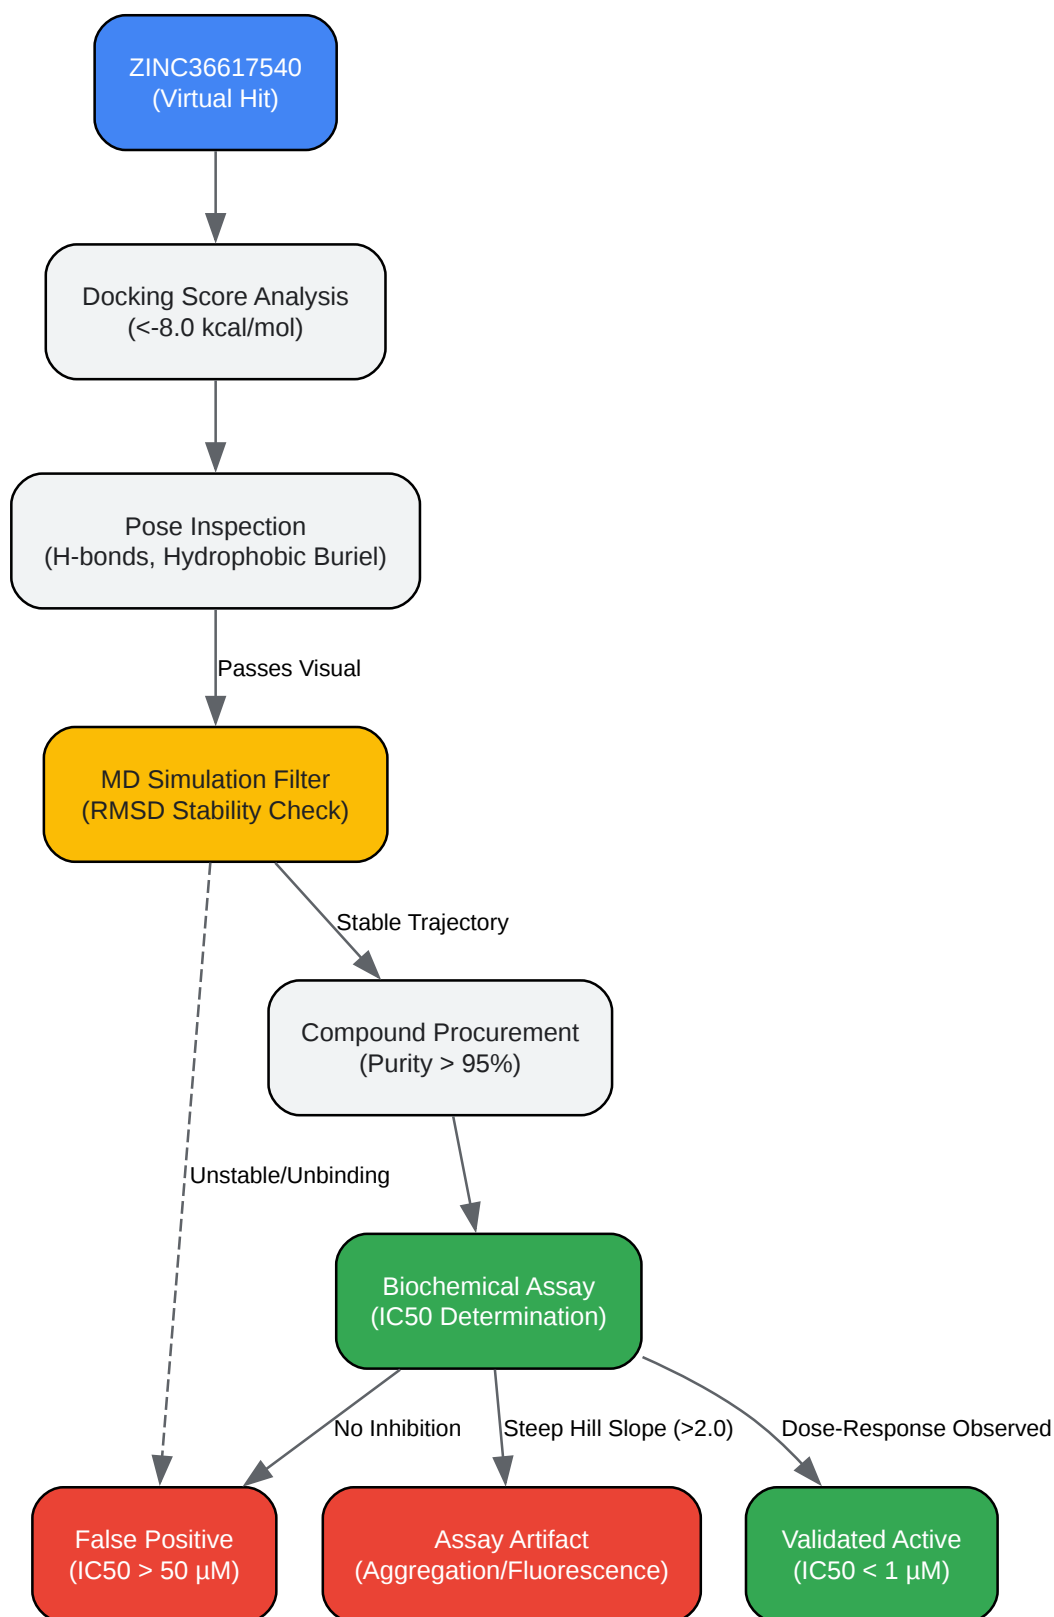 ZINC36617540
(Virtual Hit)
Docking Score Analysis
(<-8.0 kcal/mol)
Pose Inspection
(H-bonds, Hydrophobic Buriel)
Passes Visual
MD Simulation Filter
(RMSD Stability Check)
Stable Trajectory
Compound Procurement
(Purity > 95%)
Unstable/Unbinding
Biochemical Assay
(IC50 Determination)
No Inhibition
Steep Hill Slope (>2.0)
Dose-Response Observed
False Positive
(IC50 > 50 µM)
Assay Artifact
(Aggregation/Fluorescence)
Validated Active
(IC50 < 1 µM)